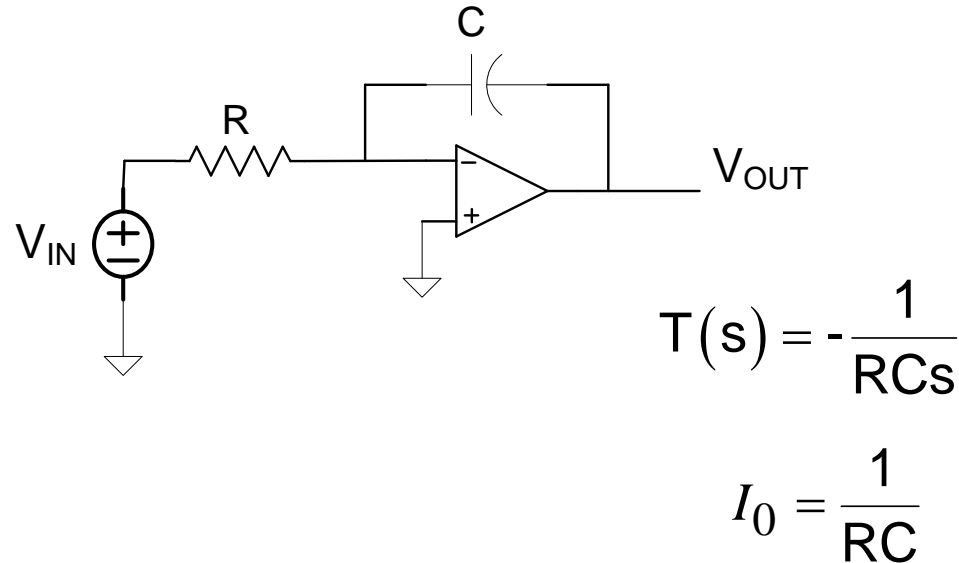 C
R
V_OUT
V_IN
T(s) = - 1/RCs
I_0 = 1/RC